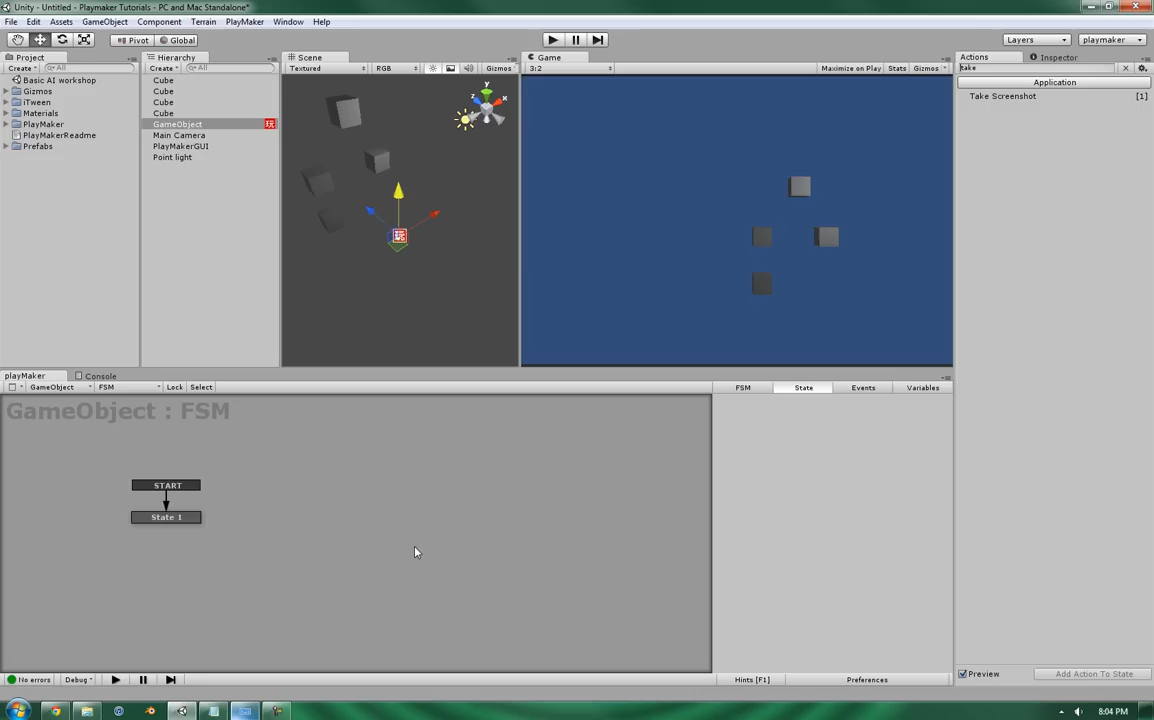 Unity - Untitled - Playmaker Tutorials - PC and Mac Standalone*
File Edit Assets GameObject Component Terrain PlayMaker Window Help
Pivot Global Layers playmaker
Project Hierarchy Scene Game Actions Inspector
Create All Create All Textured RGB Gizmos 3:2 Maximize on Play Stats Gizmos take
Basic AI workshop
Gizmos
iTween
Materials
PlayMaker
PlayMakerReadme
Prefabs
Cube
Cube
Cube
Cube
GameObject 玩
Main Camera
PlayMakerGUI
Point light
y
z x
玩
Application
Take Screenshot [1]
playMaker Console
GameObject FSM Lock Select FSM State Events Variables
GameObject : FSM
START
State 1
No errors Debug Hints [F1] Preferences
Preview Add Action To State
8:04 PM